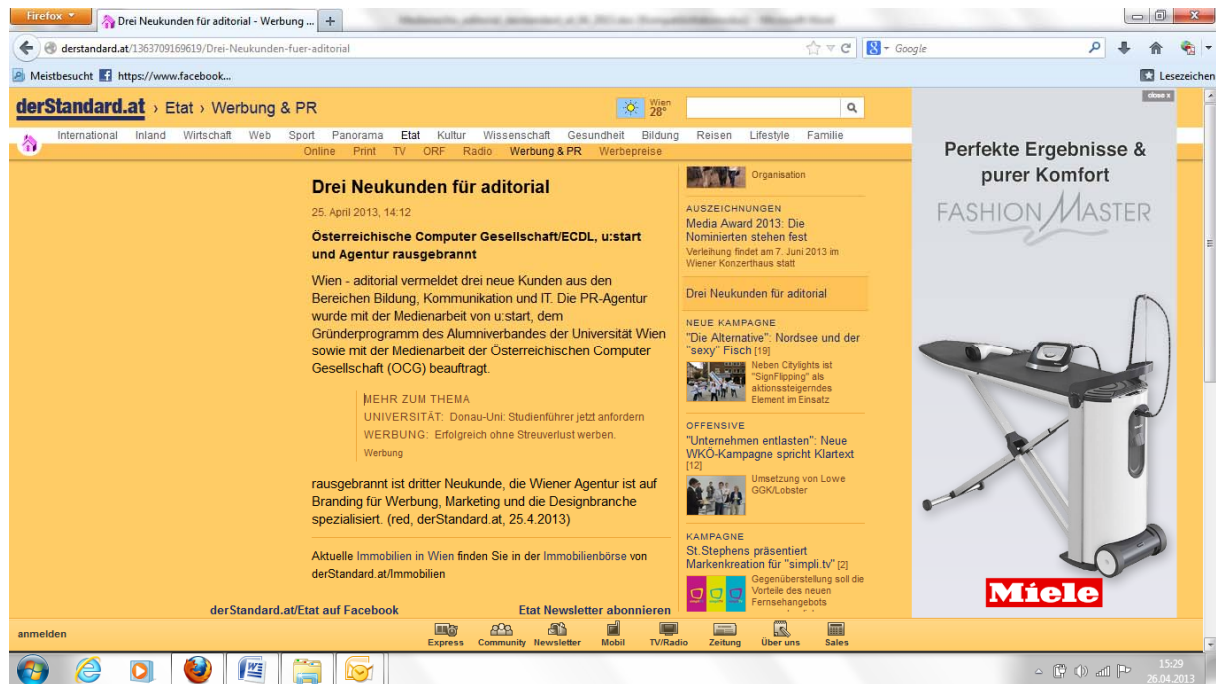 Firefox
Drei Neukunden für aditorial - Werbung ...
derstandard.at/1363709169619/Drei-Neukunden-fuer-aditorial
Google
Meistbesucht
https://www.facebook...
Lesezeichen
derStandard.at › Etat › Werbung & PR
Wien
28°
International Inland Wirtschaft Web Sport Panorama Etat Kultur Wissenschaft Gesundheit Bildung Reisen Lifestyle Familie
Online Print TV ORF Radio Werbung & PR Werbepreise
Drei Neukunden für aditorial
25. April 2013, 14:12
Österreichische Computer Gesellschaft/ECDL, u:start
und Agentur rausgebrannt
Wien - aditorial vermeldet drei neue Kunden aus den
Bereichen Bildung, Kommunikation und IT. Die PR-Agentur
wurde mit der Medienarbeit von u:start, dem
Gründerprogramm des Alumniverbandes der Universität Wien
sowie mit der Medienarbeit der Österreichischen Computer
Gesellschaft (OCG) beauftragt.
MEHR ZUM THEMA
UNIVERSITÄT: Donau-Uni: Studienführer jetzt anfordern
WERBUNG: Erfolgreich ohne Streuverlust werben.
Werbung
rausgebrannt ist dritter Neukunde, die Wiener Agentur ist auf
Branding für Werbung, Marketing und die Designbranche
spezialisiert. (red, derStandard.at, 25.4.2013)
Aktuelle Immobilien in Wien finden Sie in der Immobilienbörse von
derStandard.at/Immobilien
derStandard.at/Etat auf Facebook
Etat Newsletter abonnieren
Organisation
AUSZEICHNUNGEN
Media Award 2013: Die
Nominierten stehen fest
Verleihung findet am 7. Juni 2013 im
Wiener Konzerthaus statt
Drei Neukunden für aditorial
NEUE KAMPAGNE
"Die Alternative": Nordsee und der
"sexy" Fisch [19]
Neben Citylights ist
"SignFlipping" als
aktionssteigerndes
Element im Einsatz
OFFENSIVE
"Unternehmen entlasten": Neue
WKÖ-Kampagne spricht Klartext
[12]
Umsetzung von Lowe
GGK/Lobster
KAMPAGNE
St.Stephens präsentiert
Markenkreation für "simpli.tv" [2]
Gegenüberstellung soll die
Vorteile des neuen
Fernsehangebots
close x
Perfekte Ergebnisse &
purer Komfort
FASHION MASTER
Miele
anmelden
Express Community Newsletter Mobil TV/Radio Zeitung Über uns Sales
15:29
26.04.2013